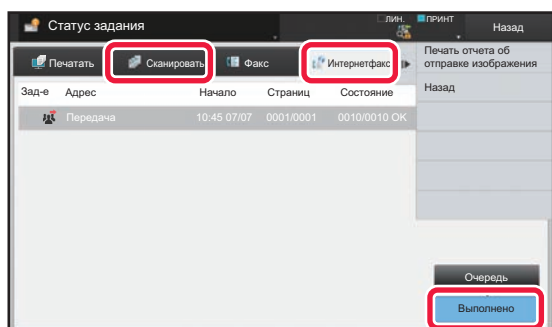 Статус задания
ЛИН.
ПРИНТ
Назад
Печатать
Сканировать
Факс
Интернетфакс
Печать отчета об
отправке изображения
Зад-е Адрес Начало Страниц Состояние
Назад
Передача 10:45 07/07 0001/0001 0010/0010 OK
Очередь
Выполнено